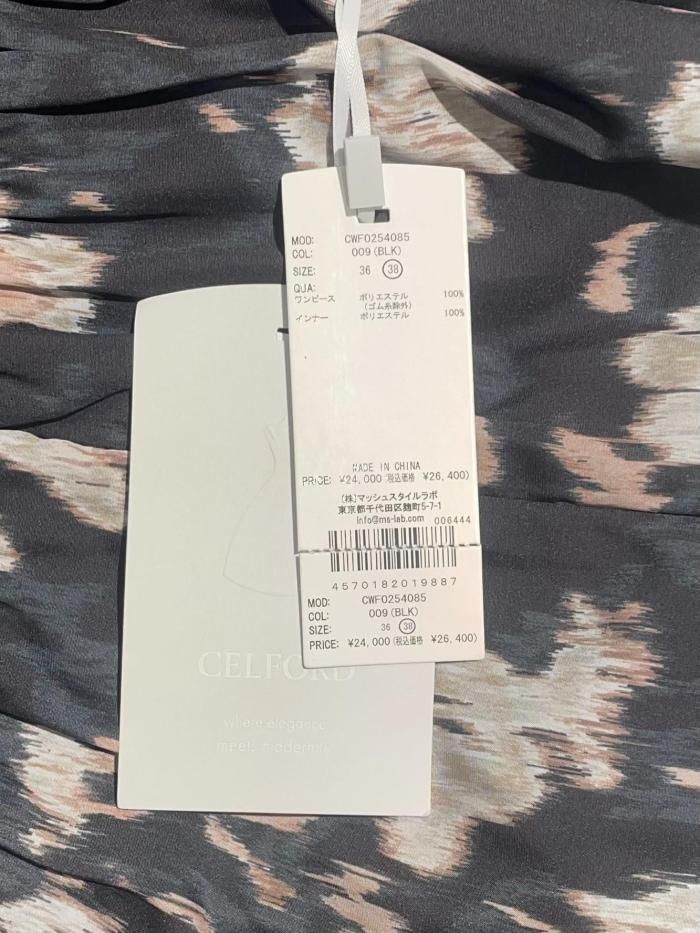 MOD: CWF0254085
COL: 009 (BLK)
SIZE: 36 38
QUA:
ワンピース ポリエステル 100%
(ゴム糸除外)
インナー ポリエステル 100%
MADE IN CHINA
PRICE: ¥24,000 (税込価格 ¥26,400)
(株)マッシュスタイルラボ
東京都千代田区麹町5-7-1
info@ms-lab.com 006444
4570182019887
MOD: CWF0254085
COL: 009 (BLK)
SIZE: 36 38
PRICE: ¥24,000 (税込価格 ¥26,400)
CELFORD
where elegance
meets modernity